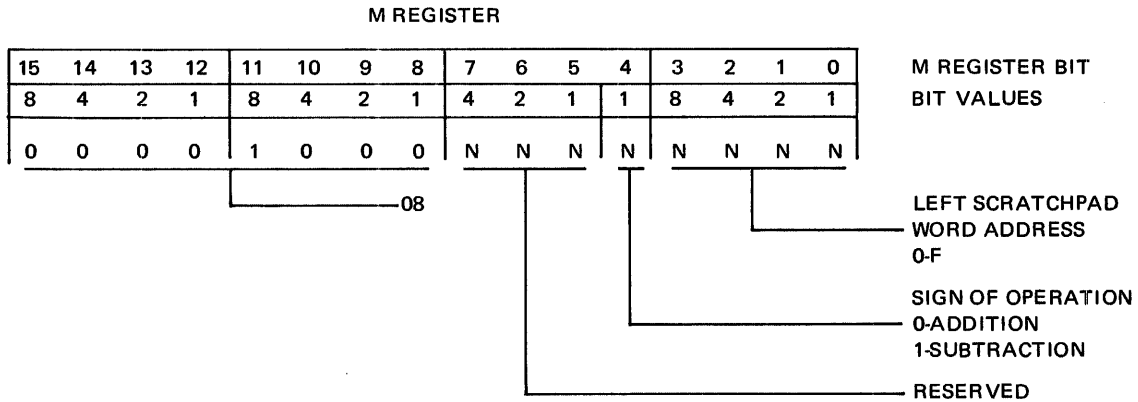 M REGISTER
15 14 13 12 11 10 9 8 7 6 5 4 3 2 1 0 M REGISTER BIT
8 4 2 1 8 4 2 1 4 2 1 1 8 4 2 1 BIT VALUES
0 0 0 0 1 0 0 0 N N N N N N N N
08
LEFT SCRATCHPAD
WORD ADDRESS
0-F
SIGN OF OPERATION
0-ADDITION
1-SUBTRACTION
RESERVED